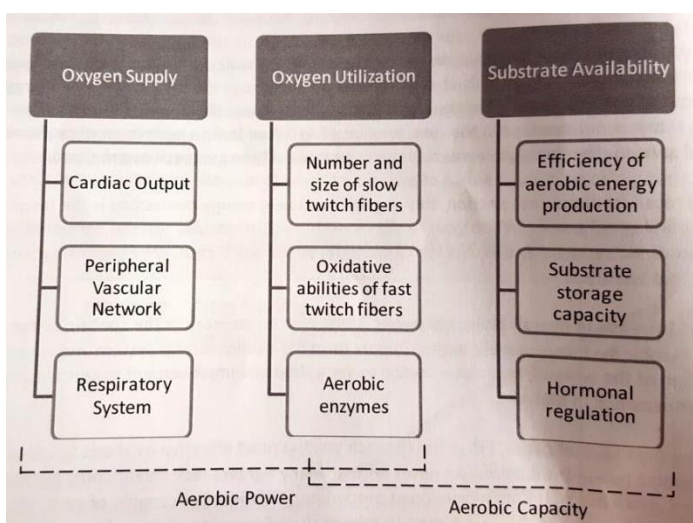 Oxygen Supply
Oxygen Utilization
Substrate Availability
Cardiac Output
Number and
size of slow
twitch fibers
Efficiency of
aerobic energy
production
Peripheral
Vascular
Network
Oxidative
abilities of fast
twitch fibers
Substrate
storage
capacity
Respiratory
System
Aerobic
enzymes
Hormonal
regulation
Aerobic Power
Aerobic Capacity